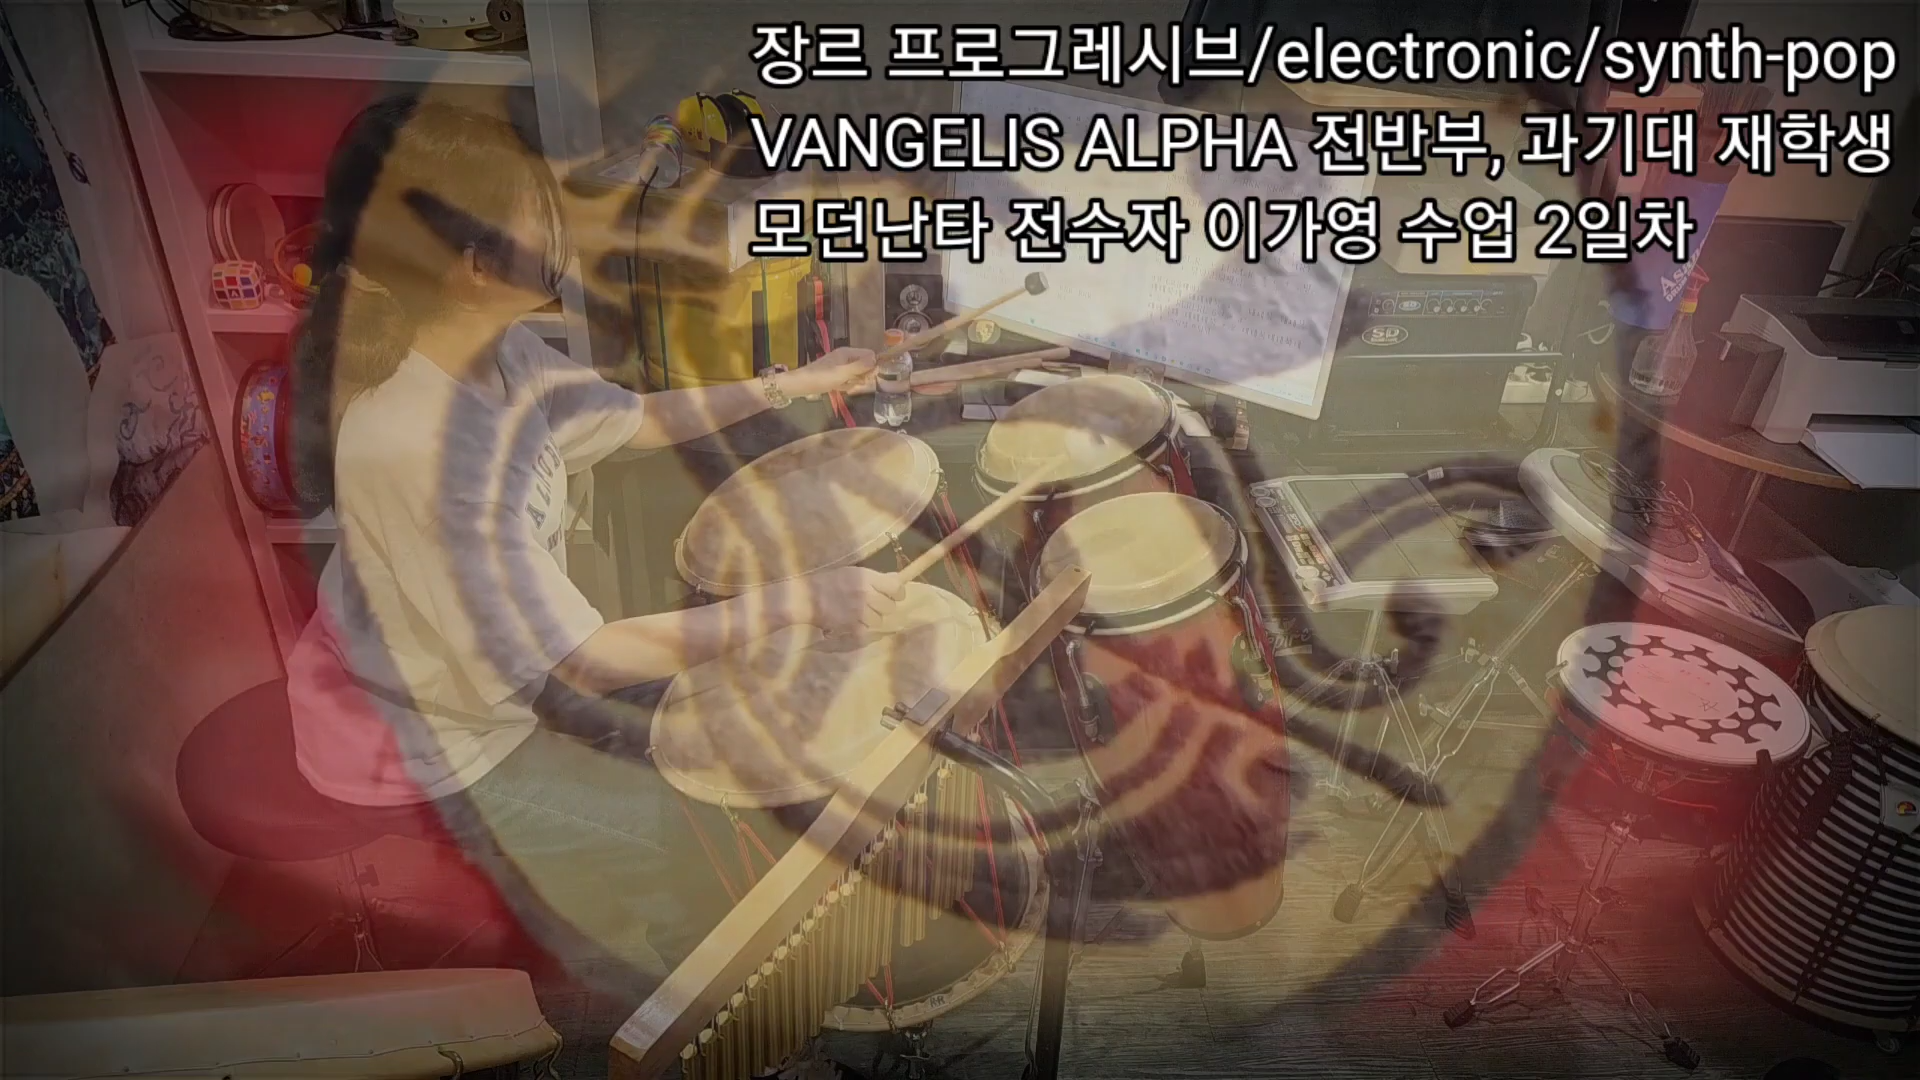 장르 프로그레시브/electronic/synth-pop
VANGELIS ALPHA 전반부, 과기대 재학생
모던난타 전수자 이가영 수업 2일차
SD